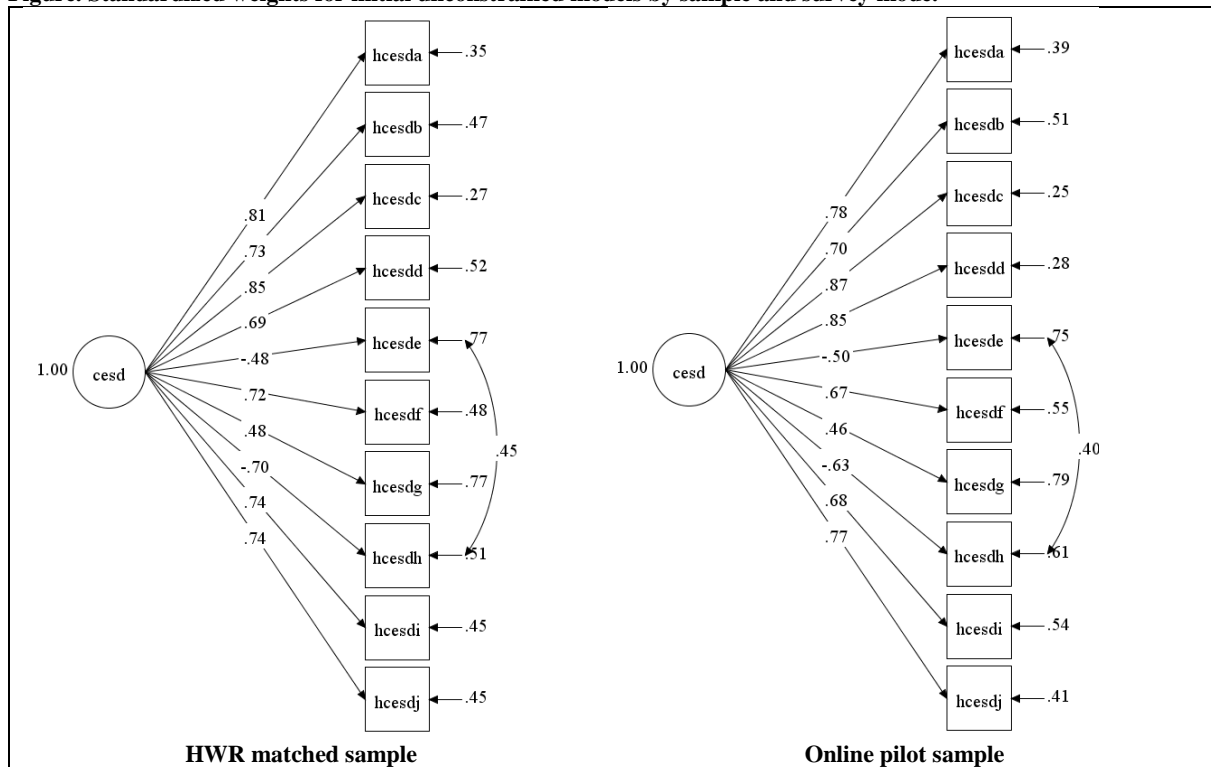 Figure. Standardified weights for initial unconstrained models by sample and survey mode.
hcesda
.35
hcesdb
.47
hcesdc
.27
hcesdd
.52
hcesde
.77
hcesdf
.48
hcesdg
.77
hcesdh
.51
hcesdi
.45
hcesdj
.45
.81
.73
.85
.69
-.48
.72
.48
-.70
.74
.74
.45
1.00
cesd
HWR matched sample
hcesda
.39
hcesdb
.51
hcesdc
.25
hcesdd
.28
hcesde
.75
hcesdf
.55
hcesdg
.79
hcesdh
.61
hcesdi
.54
hcesdj
.41
.78
.70
.87
.85
-.50
.67
.46
-.63
.68
.77
.40
1.00
cesd
Online pilot sample